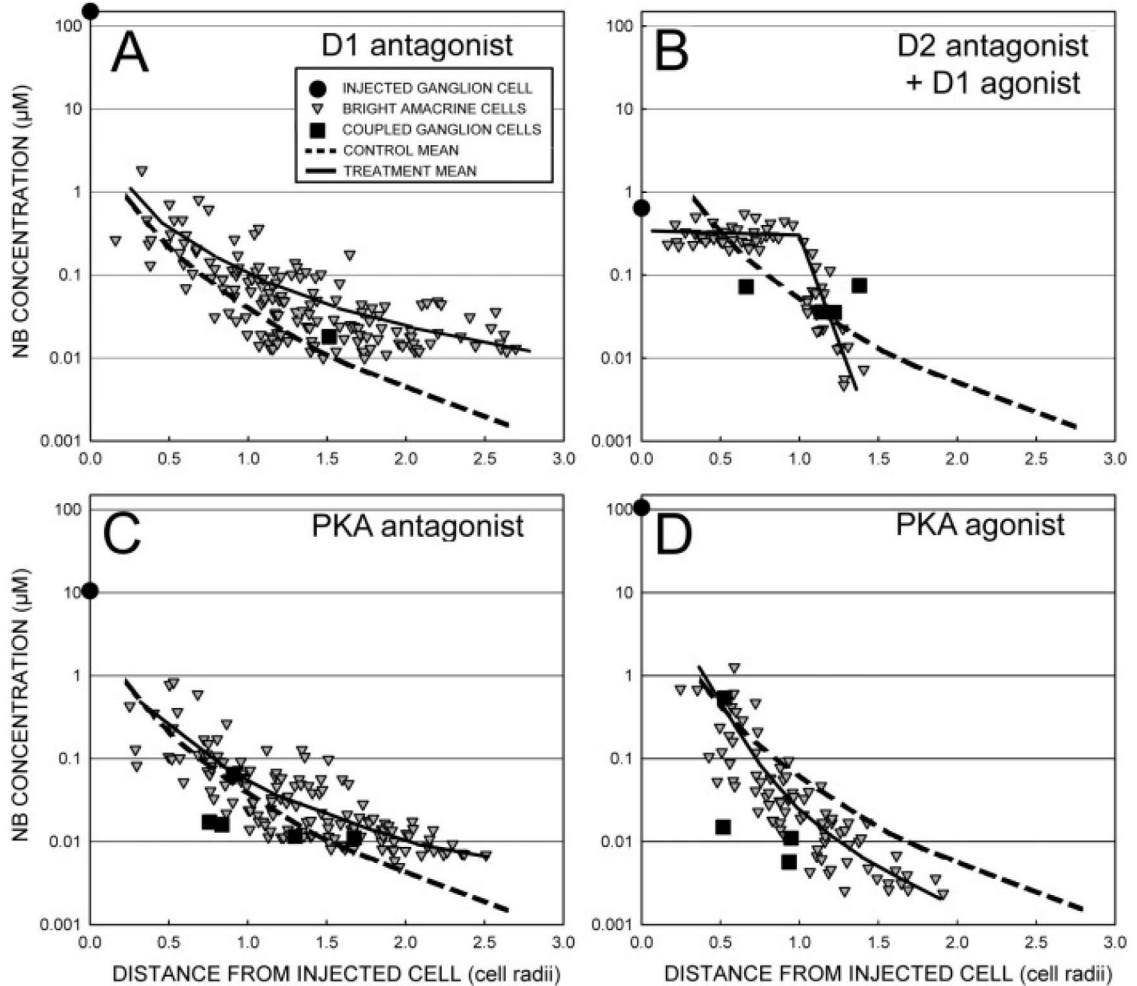 A
D1 antagonist
INJECTED GANGLION CELL
BRIGHT AMACRINE CELLS
COUPLED GANGLION CELLS
CONTROL MEAN
TREATMENT MEAN
NB CONCENTRATION (µM)
100
10
1
0.1
0.01
0.001
0.0 0.5 1.0 1.5 2.0 2.5 3.0
B
D2 antagonist
+ D1 agonist
100
10
1
0.1
0.01
0.001
0.0 0.5 1.0 1.5 2.0 2.5 3.0
C
PKA antagonist
NB CONCENTRATION (µM)
100
10
1
0.1
0.01
0.001
0.0 0.5 1.0 1.5 2.0 2.5 3.0
DISTANCE FROM INJECTED CELL (cell radii)
D
PKA agonist
100
10
1
0.1
0.01
0.001
0.0 0.5 1.0 1.5 2.0 2.5 3.0
DISTANCE FROM INJECTED CELL (cell radii)